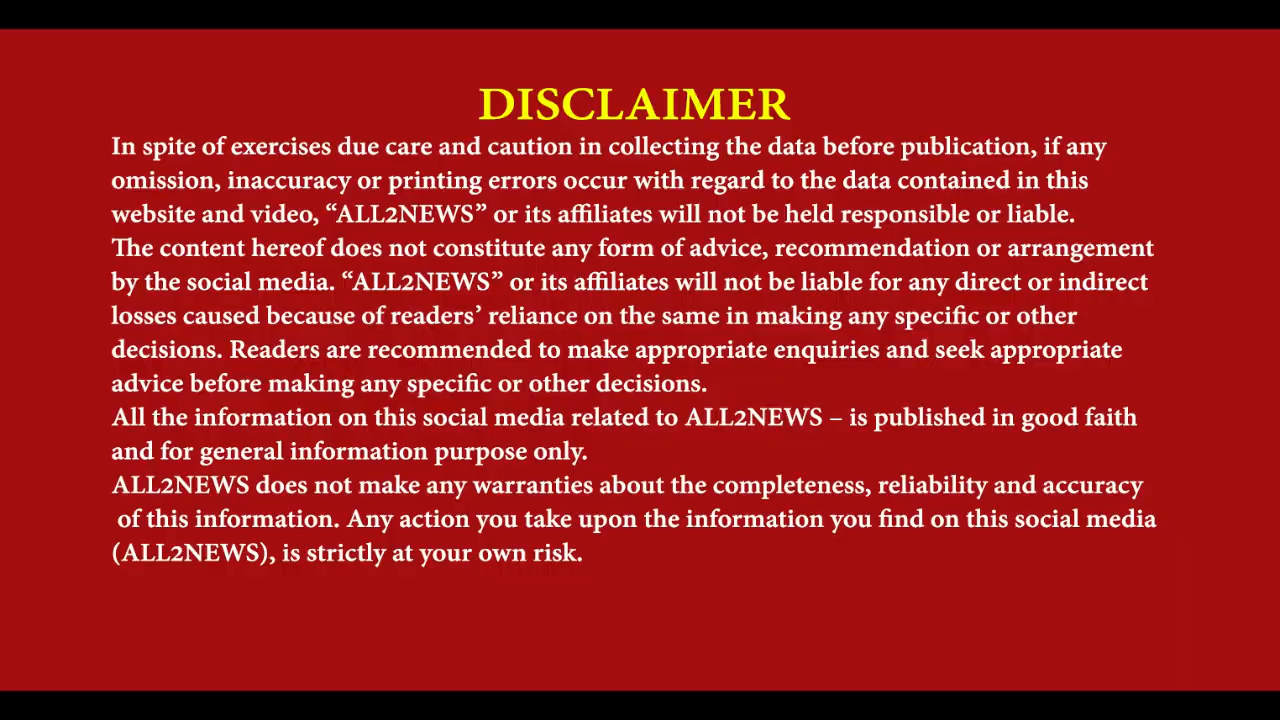 DISCLAIMER
In spite of exercises due care and caution in collecting the data before publication, if any
omission, inaccuracy or printing errors occur with regard to the data contained in this
website and video, “ALL2NEWS” or its affiliates will not be held responsible or liable.
The content hereof does not constitute any form of advice, recommendation or arrangement
by the social media. “ALL2NEWS” or its affiliates will not be liable for any direct or indirect
losses caused because of readers’ reliance on the same in making any specific or other
decisions. Readers are recommended to make appropriate enquiries and seek appropriate
advice before making any specific or other decisions.
All the information on this social media related to ALL2NEWS – is published in good faith
and for general information purpose only.
ALL2NEWS does not make any warranties about the completeness, reliability and accuracy
of this information. Any action you take upon the information you find on this social media
(ALL2NEWS), is strictly at your own risk.